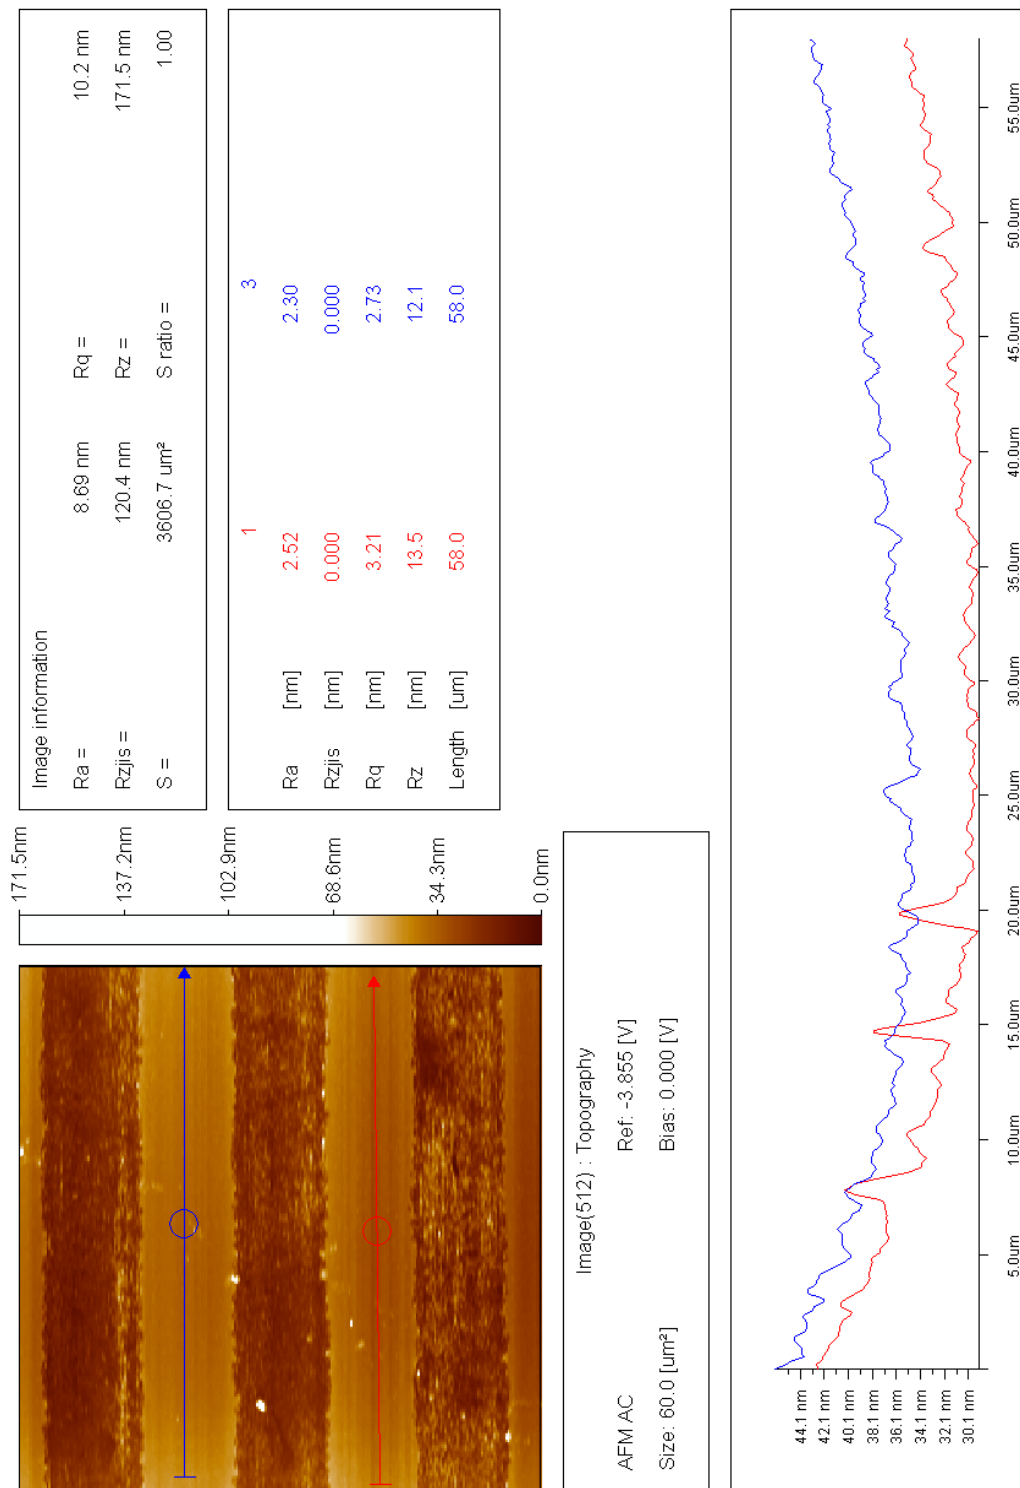 171.5nm
137.2nm
102.9nm
68.6nm
34.3nm
0.0nm
Image information
Ra = 8.69 nm Rq = 10.2 nm
Rzjis = 120.4 nm Rz = 171.5 nm
S = 3606.7 um² S ratio = 1.00
1 3
Ra [nm] 2.52 2.30
Rzjis [nm] 0.000 0.000
Rq [nm] 3.21 2.73
Rz [nm] 13.5 12.1
Length [um] 58.0 58.0
Image(512) : Topography
AFM AC Ref: -3.855 [V]
Size: 60.0 [um²] Bias: 0.000 [V]
44.1 nm
42.1 nm
40.1 nm
38.1 nm
36.1 nm
34.1 nm
32.1 nm
30.1 nm
5.0um 10.0um 15.0um 20.0um 25.0um 30.0um 35.0um 40.0um 45.0um 50.0um 55.0um